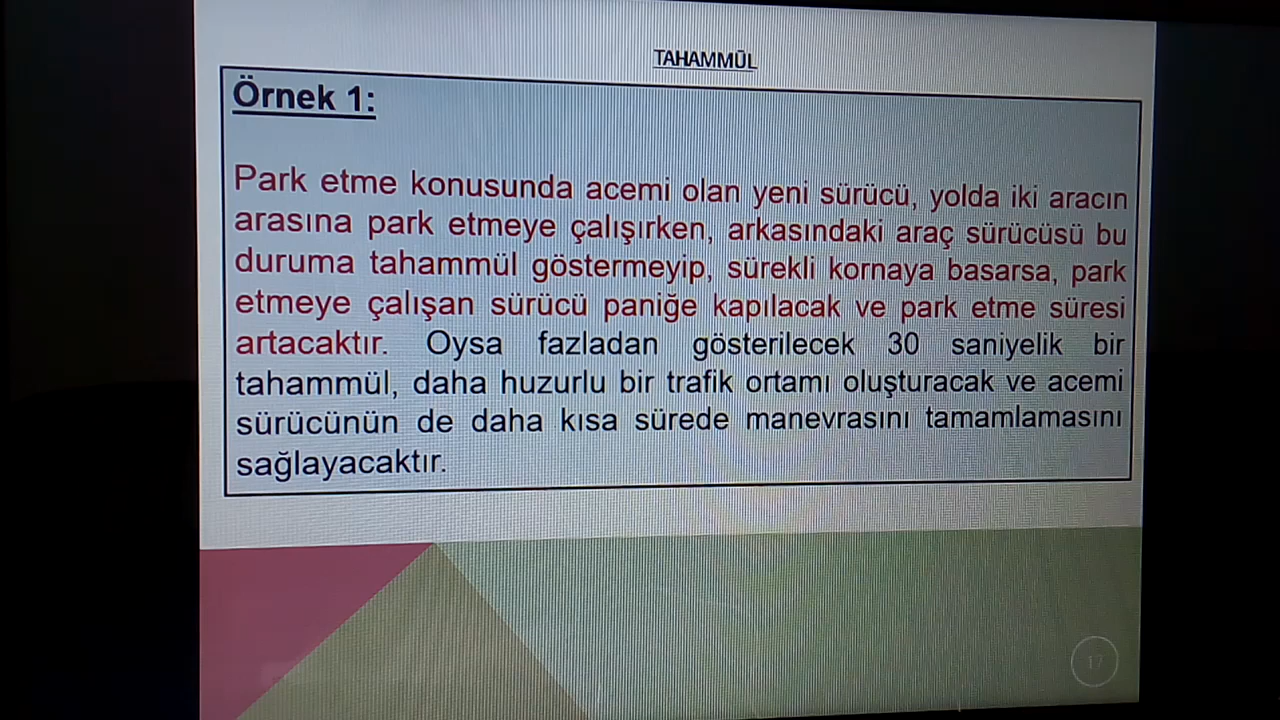 TAHAMMÜL
Örnek 1:
Park etme konusunda acemi olan yeni sürücü, yolda iki aracın
arasına park etmeye çalışırken, arkasındaki araç sürücüsü bu
duruma tahammül göstermeyip, sürekli kornaya basarsa, park
etmeye çalışan sürücü paniğe kapılacak ve park etme süresi
artacaktır. Oysa fazladan gösterilecek 30 saniyelik bir
tahammül, daha huzurlu bir trafik ortamı oluşturacak ve acemi
sürücünün de daha kısa sürede manevrasını tamamlamasını
sağlayacaktır.
17